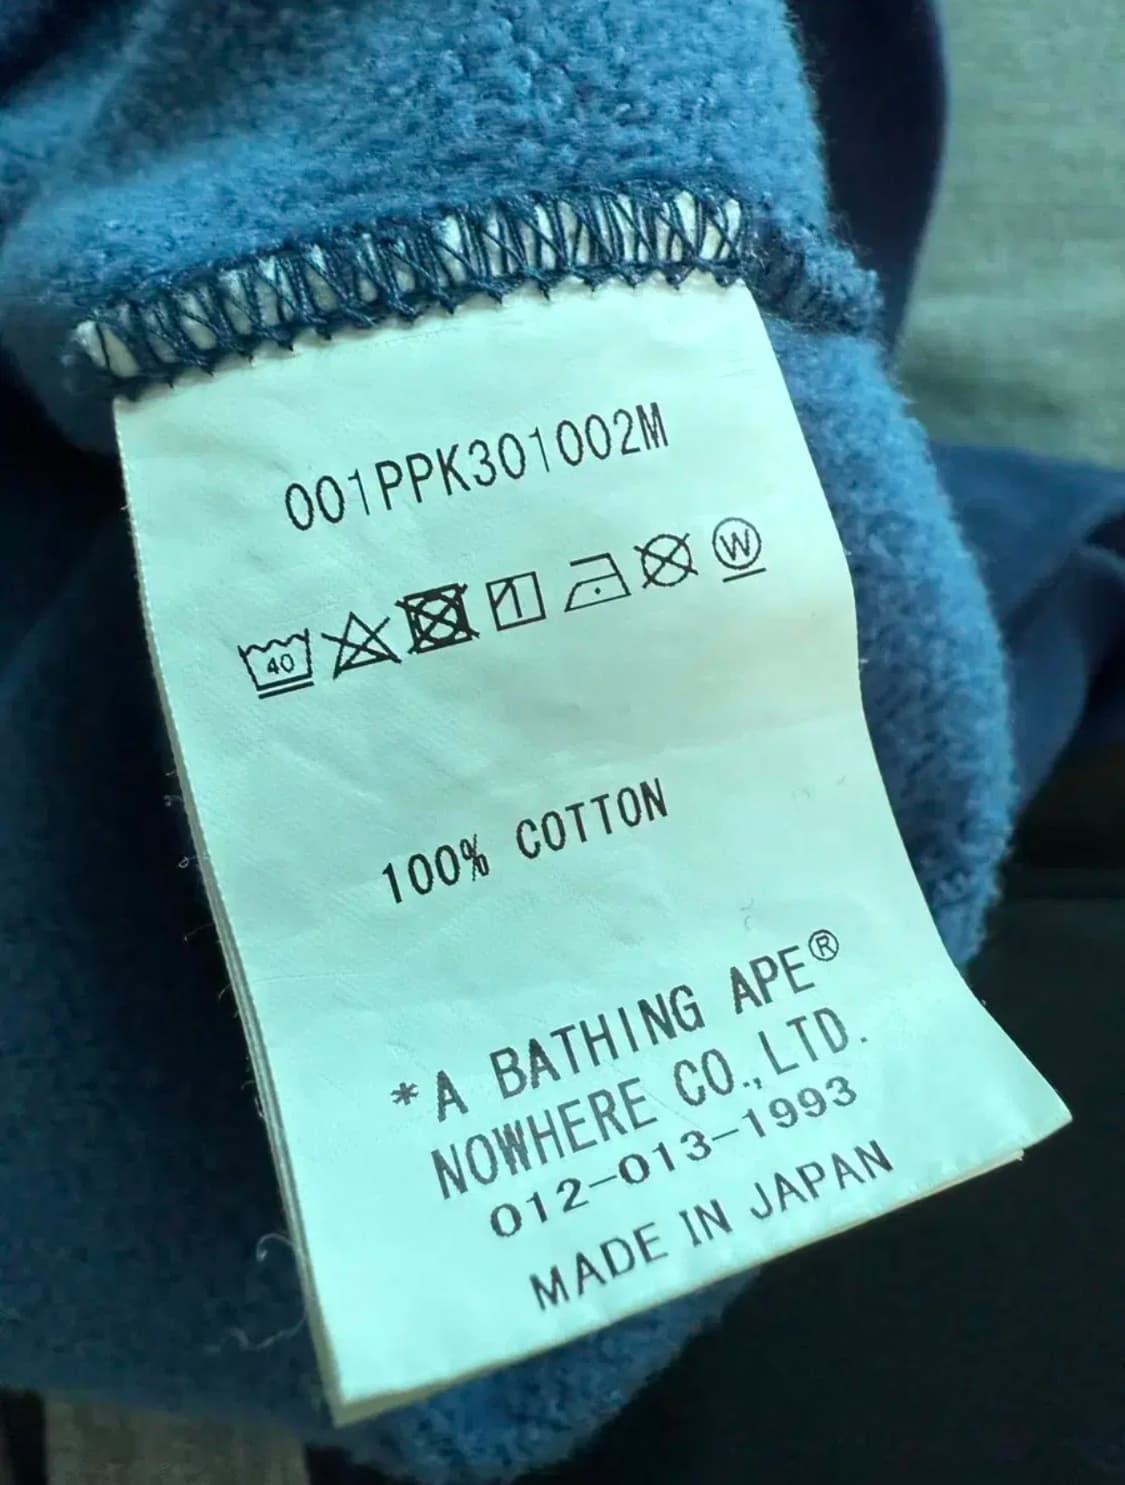 001PPK301002M
40 W
100% COTTON
*A BATHING APE®
NOWHERE CO.,LTD.
012-013-1993
MADE IN JAPAN